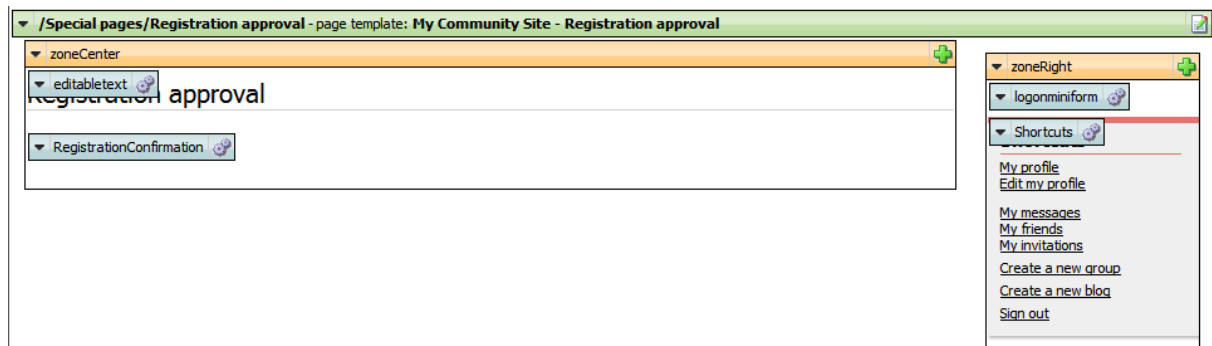 /Special pages/Registration approval - page template: My Community Site - Registration approval
zoneCenter
editabletext
Registration approval
RegistrationConfirmation
zoneRight
logonminiform
Shortcuts
My profile
Edit my profile
My messages
My friends
My invitations
Create a new group
Create a new blog
Sign out